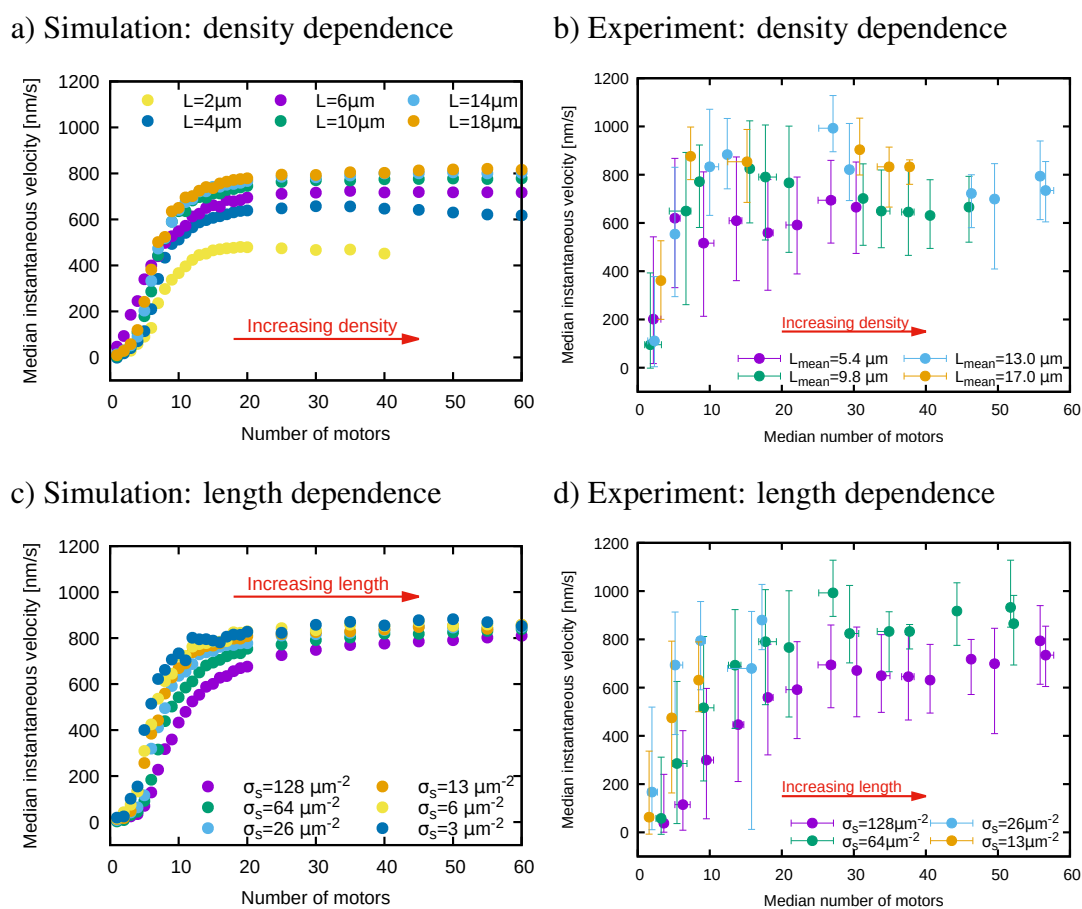 a) Simulation: density dependence
Median instantaneous velocity [nm/s]
1200
1000
800
600
400
200
0
L=2µm
L=6µm
L=14µm
L=4µm
L=10µm
L=18µm
Increasing density
0 10 20 30 40 50 60
Number of motors
b) Experiment: density dependence
Median instantaneous velocity [nm/s]
1200
1000
800
600
400
200
0
Increasing density
Lmean=5.4 µm
Lmean=13.0 µm
Lmean=9.8 µm
Lmean=17.0 µm
0 10 20 30 40 50 60
Median number of motors
c) Simulation: length dependence
Median instantaneous velocity [nm/s]
1200
1000
800
600
400
200
0
Increasing length
σs=128 µm-2
σs=13 µm-2
σs=64 µm-2
σs=6 µm-2
σs=26 µm-2
σs=3 µm-2
0 10 20 30 40 50 60
Number of motors
d) Experiment: length dependence
Median instantaneous velocity [nm/s]
1200
1000
800
600
400
200
0
Increasing length
σs=128µm-2
σs=26µm-2
σs=64µm-2
σs=13µm-2
0 10 20 30 40 50 60
Median number of motors